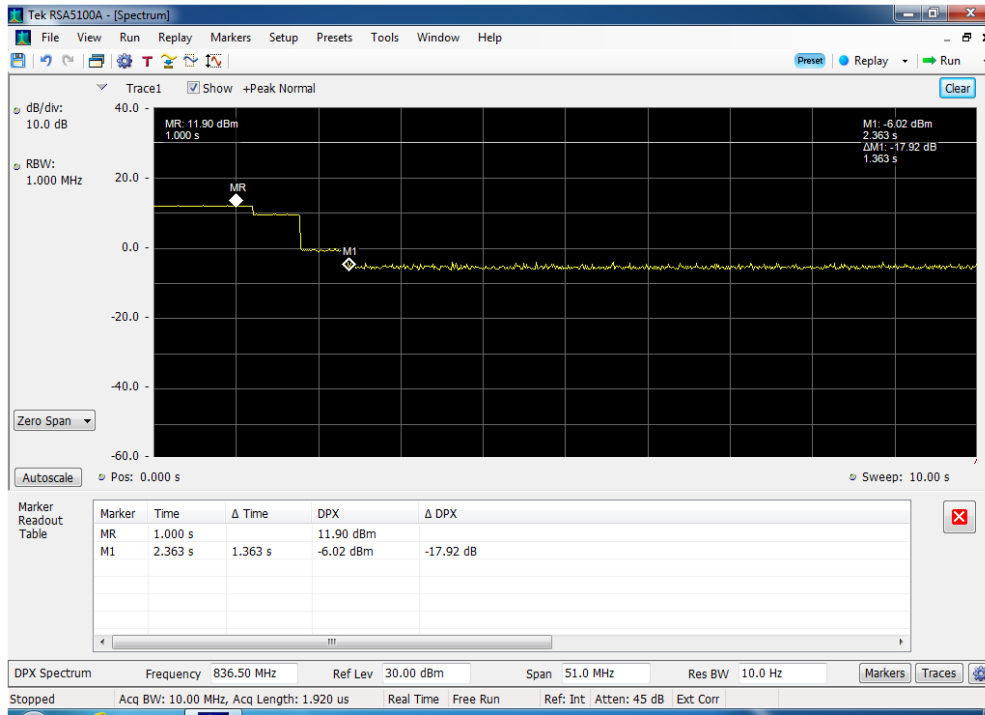 Tek RSA5100A - [Spectrum]
File View Run Replay Markers Setup Presets Tools Window Help
T Preset Replay Run
Trace1 Show +Peak Normal Clear
dB/div:
10.0 dB
RBW:
1.000 MHz
40.0
20.0
0.0
-20.0
-40.0
-60.0
MR: 11.90 dBm
1.000 s
M1: -6.02 dBm
2.363 s
ΔM1: -17.92 dB
1.363 s
MR
M1
Zero Span
Autoscale Pos: 0.000 s Sweep: 10.00 s
Marker
Readout
Table
Marker Time Δ Time DPX Δ DPX
MR 1.000 s 11.90 dBm
M1 2.363 s 1.363 s -6.02 dBm -17.92 dB
DPX Spectrum Frequency 836.50 MHz Ref Lev 30.00 dBm Span 51.0 MHz Res BW 10.0 Hz Markers Traces
Stopped Acq BW: 10.00 MHz, Acq Length: 1.920 us Real Time Free Run Ref: Int Atten: 45 dB Ext Corr